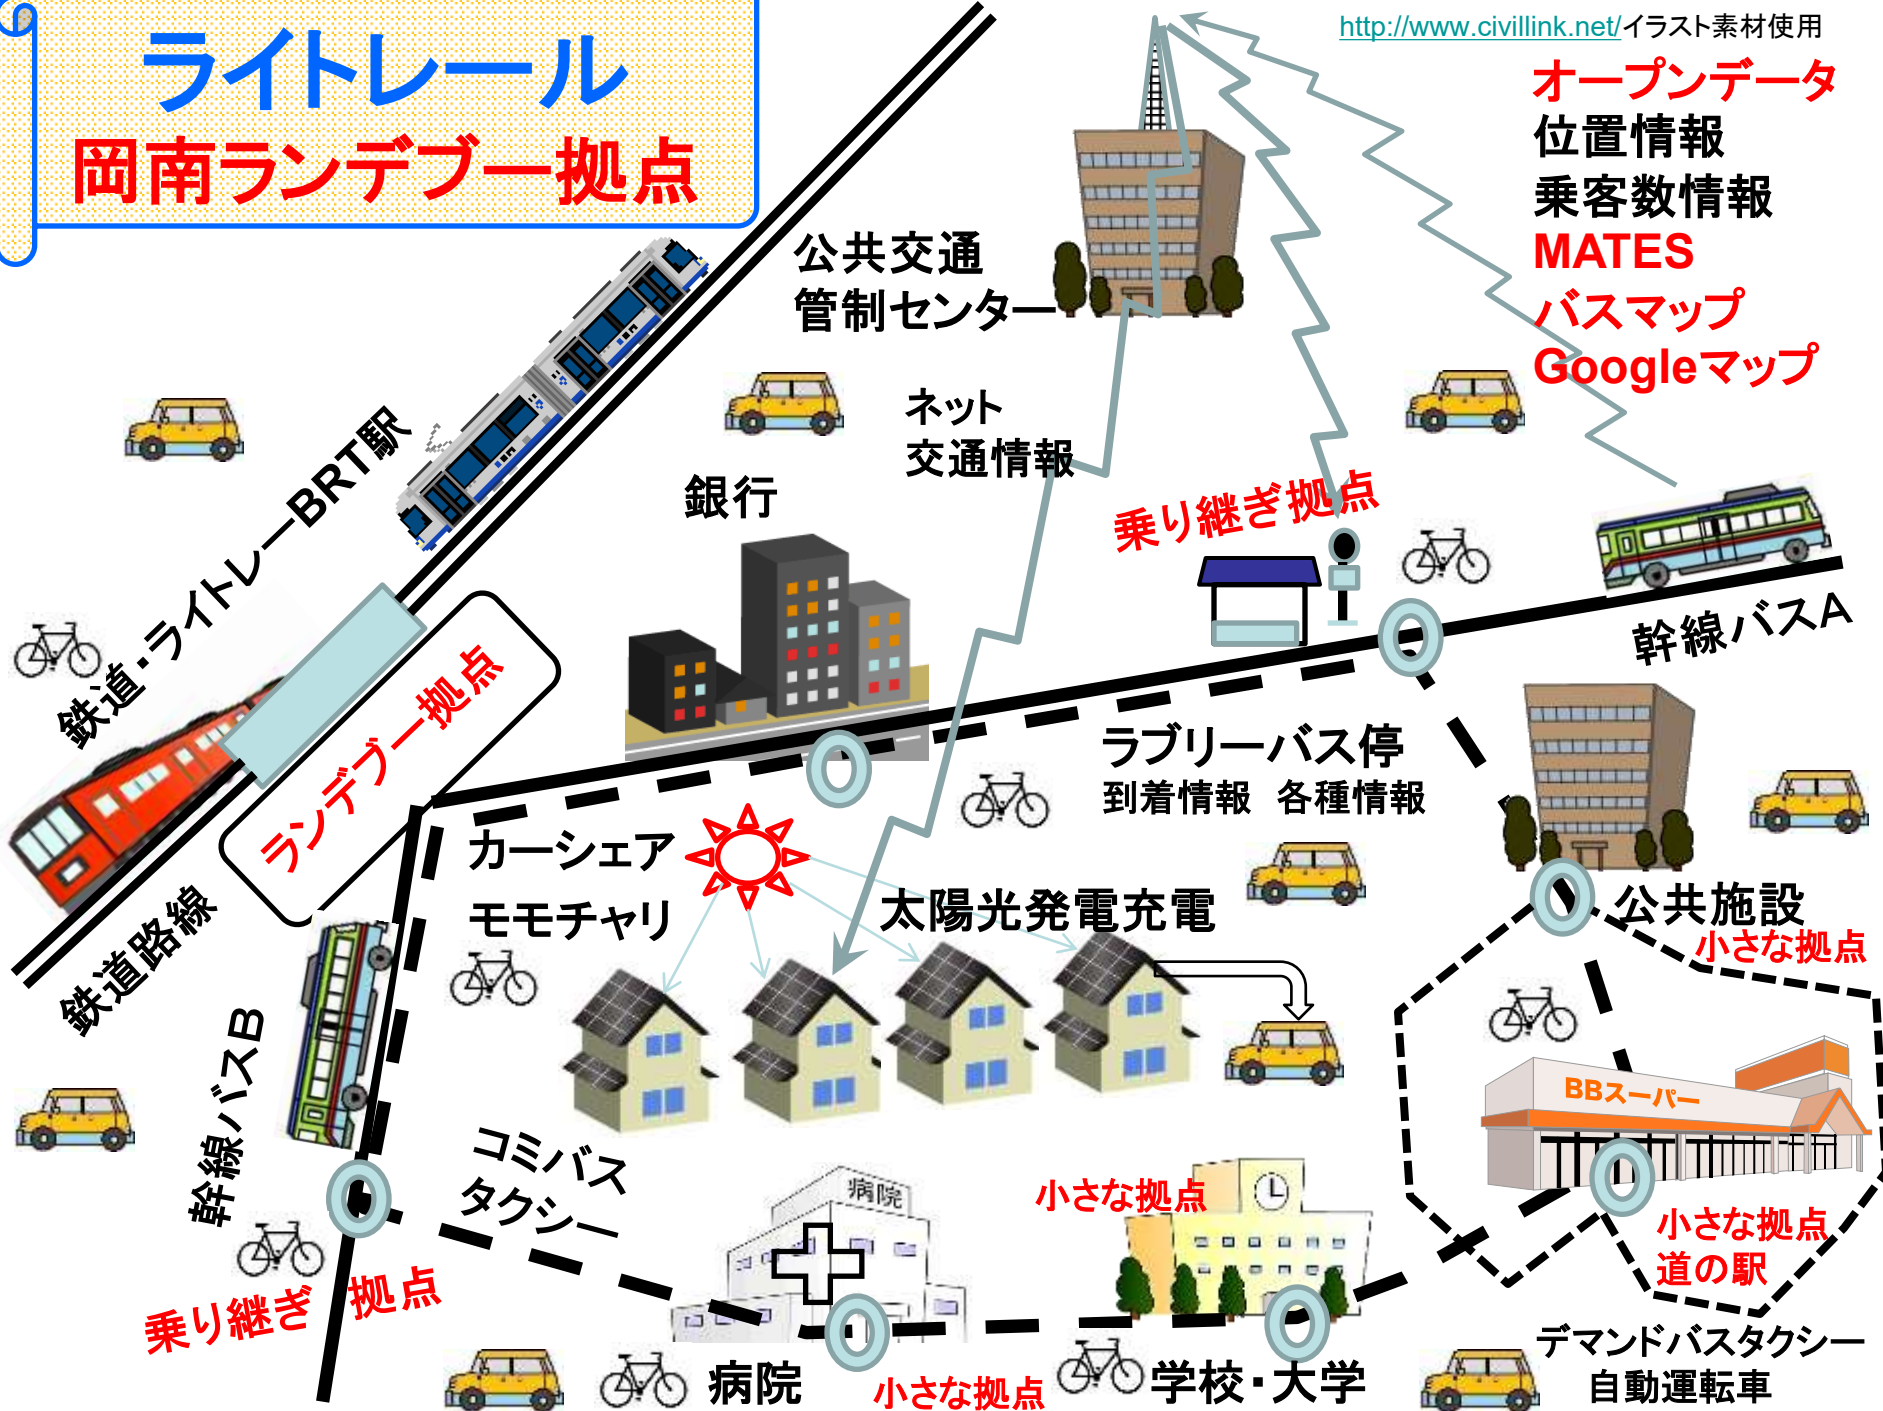 ライトレール
岡南ランデブー拠点
http://www.civillink.net/イラスト素材使用
オープンデータ
位置情報
乗客数情報
MATES
バスマップ
Googleマップ
公共交通
管制センター
ネット
交通情報
鉄道・ライトレーBRT駅
銀行
乗り継ぎ拠点
幹線バスA
ランデブー拠点
ラブリーバス停
到着情報 各種情報
カーシェア
モモチャリ
太陽光発電充電
公共施設
小さな拠点
鉄道路線
幹線バスB
BBスーパー
コミバス
タクシー
病院
小さな拠点
小さな拠点
道の駅
乗り継ぎ 拠点
病院
小さな拠点
学校・大学
デマンドバスタクシー
自動運転車